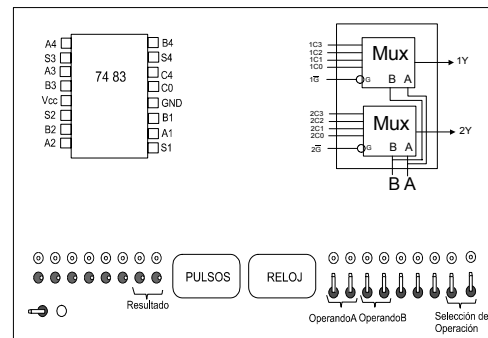 A4
S3
A3
B3
Vcc
S2
B2
A2
74 83
B4
S4
C4
C0
GND
B1
A1
S1
1C3
1C2
1C1
1C0
1G̅
G
Mux
B A
1Y
2C3
2C2
2C1
2C0
2G̅
G
Mux
B A
2Y
B A
PULSOS
RELOJ
Resultado
OperandoA OperandoB
Selección de
Operación